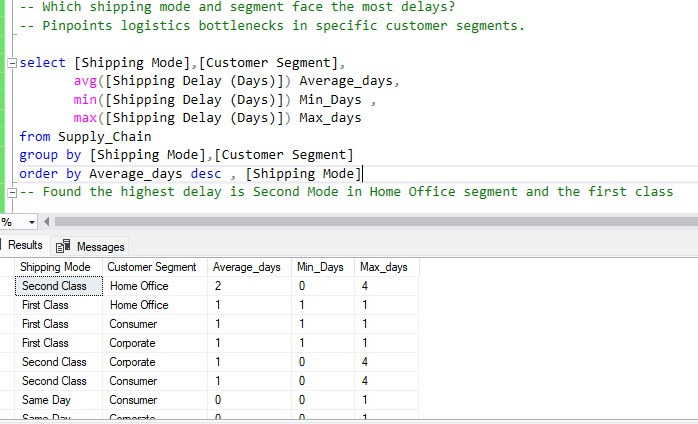 -- Which shipping mode and segment face the most delays?
-- Pinpoints logistics bottlenecks in specific customer segments.
select [Shipping Mode],[Customer Segment],
avg([Shipping Delay (Days)]) Average_days,
min([Shipping Delay (Days)]) Min_Days ,
max([Shipping Delay (Days)]) Max_days
from Supply_Chain
group by [Shipping Mode],[Customer Segment]
order by Average_days desc , [Shipping Mode]
-- Found the highest delay is Second Mode in Home Office segment and the first class
%
Results Messages
Shipping Mode Customer Segment Average_days Min_Days Max_days
Second Class Home Office 2 0 4
First Class Home Office 1 1 1
First Class Consumer 1 1 1
First Class Corporate 1 1 1
Second Class Corporate 1 0 4
Second Class Consumer 1 0 4
Same Day Consumer 0 0 1
Same Day Corporate 0 0 1